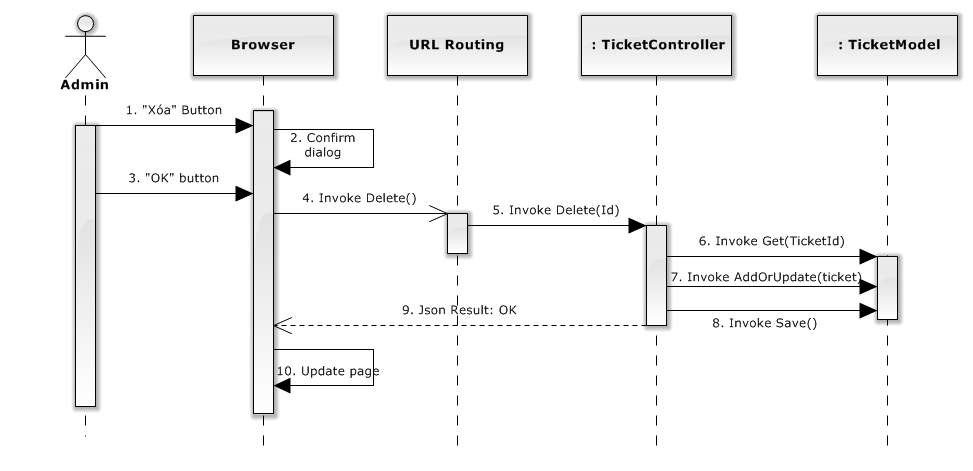 Browser
URL Routing
: TicketController
: TicketModel
Admin
1. "Xóa" Button
2. Confirm
dialog
3. "OK" button
4. Invoke Delete()
5. Invoke Delete(Id)
6. Invoke Get(TicketId)
7. Invoke AddOrUpdate(ticket)
8. Invoke Save()
9. Json Result: OK
10. Update page